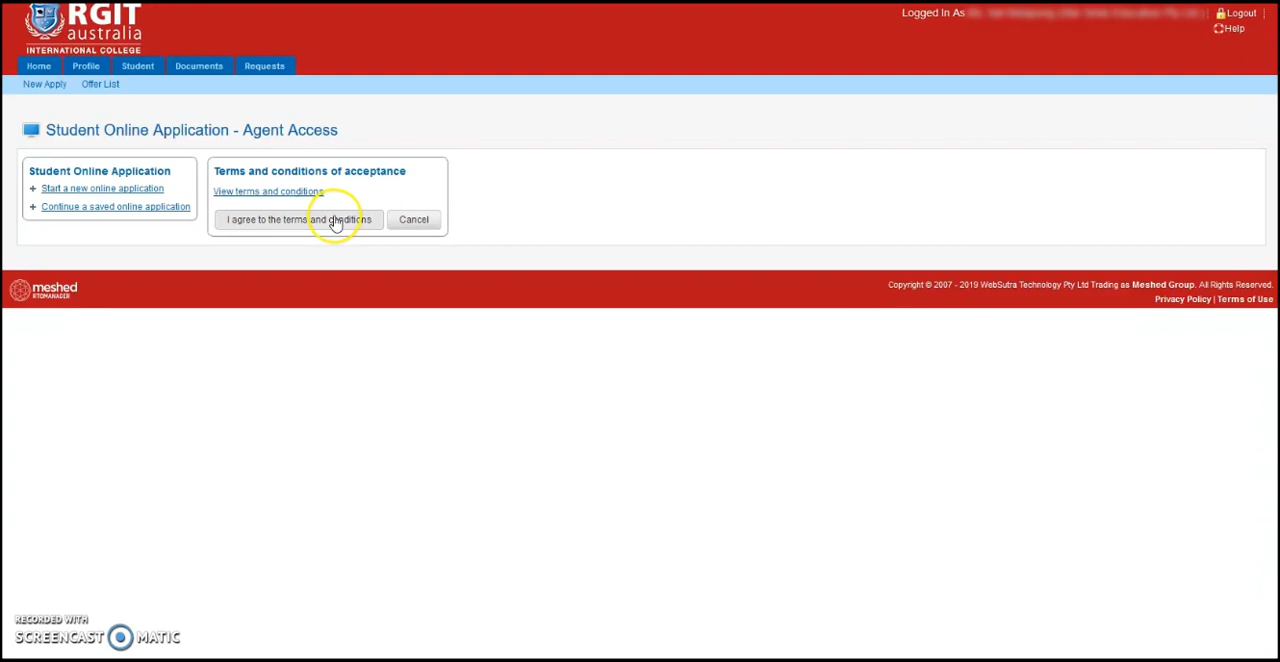 RGIT
australia
INTERNATIONAL COLLEGE
Logged In As
Logout
Help
Home Profile Student Documents Requests
New Apply Offer List
Student Online Application - Agent Access
Student Online Application
+ Start a new online application
+ Continue a saved online application
Terms and conditions of acceptance
View terms and conditions
I agree to the terms and conditions Cancel
meshed
RTOMANAGER
Copyright © 2007 - 2019 WebSutra Technology Pty Ltd Trading as Meshed Group. All Rights Reserved.
Privacy Policy | Terms of Use
RECORDED WITH
SCREENCAST MATIC